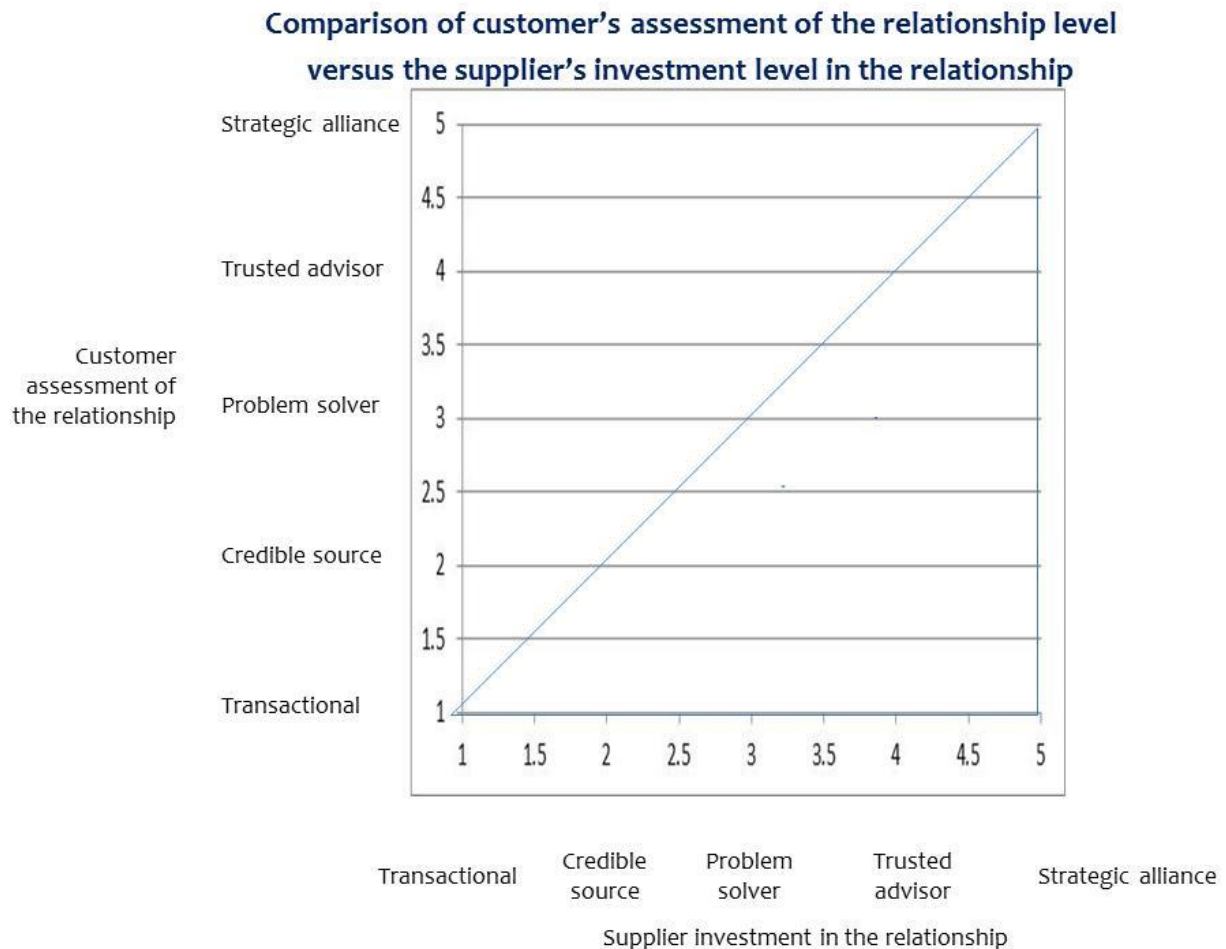 Comparison of customer’s assessment of the relationship level
versus the supplier’s investment level in the relationship
Strategic alliance
Trusted advisor
Customer
assessment of
the relationship
Problem solver
Credible source
Transactional
5
4.5
4
3.5
3
2.5
2
1.5
1
1 1.5 2 2.5 3 3.5 4 4.5 5
Transactional
Credible
source
Problem
solver
Trusted
advisor
Strategic alliance
Supplier investment in the relationship